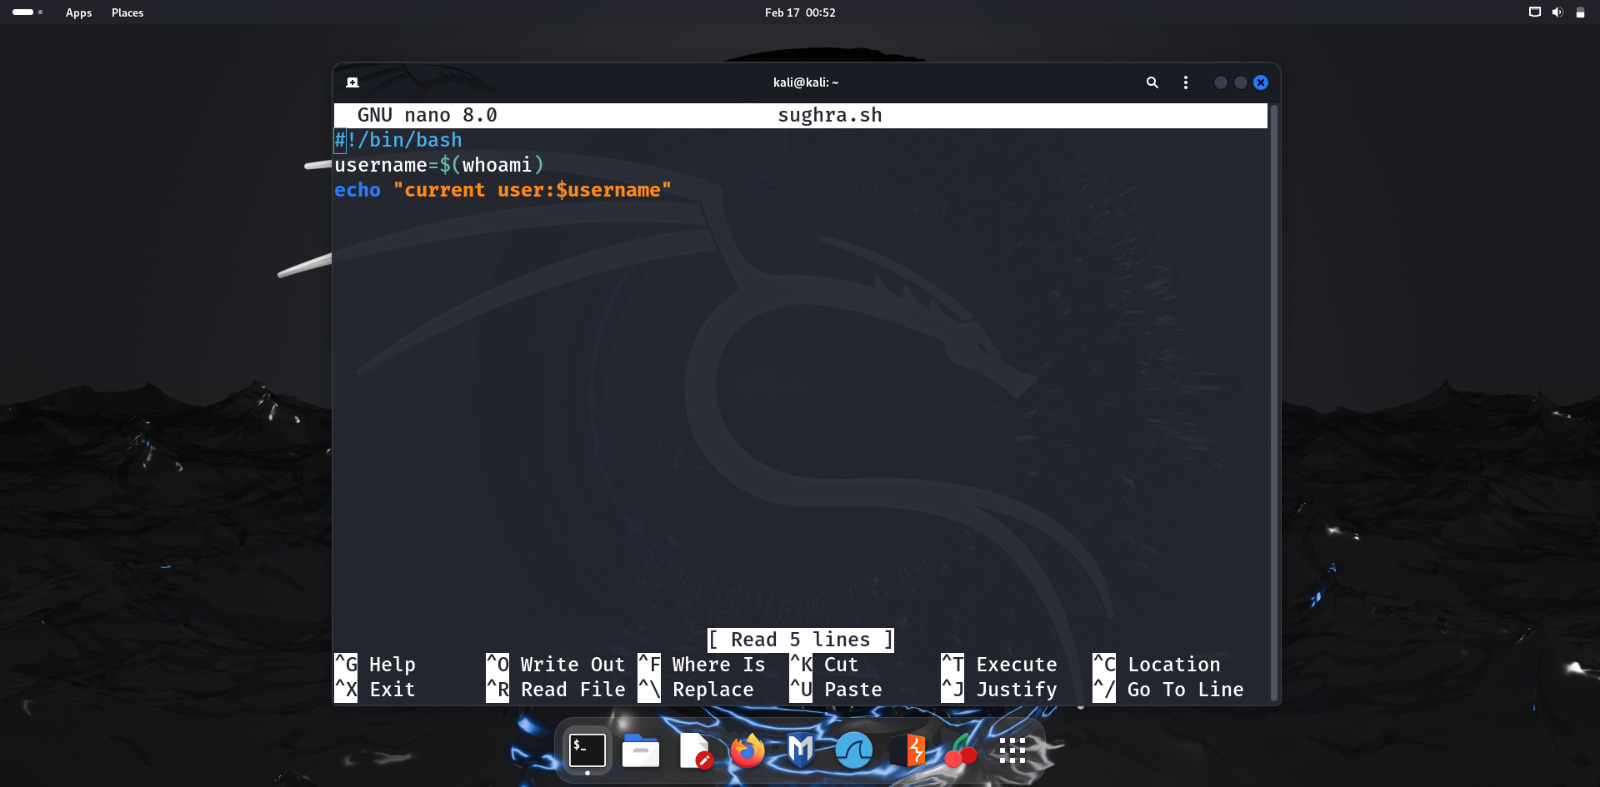 Apps Places Feb 17 00:52
kali@kali: ~
GNU nano 8.0 sughra.sh
#!/bin/bash
username=$(whoami)
echo "current user:$username"
[ Read 5 lines ]
^G Help ^O Write Out ^F Where Is ^K Cut ^T Execute ^C Location
^X Exit ^R Read File ^\ Replace ^U Paste ^J Justify ^/ Go To Line
$_